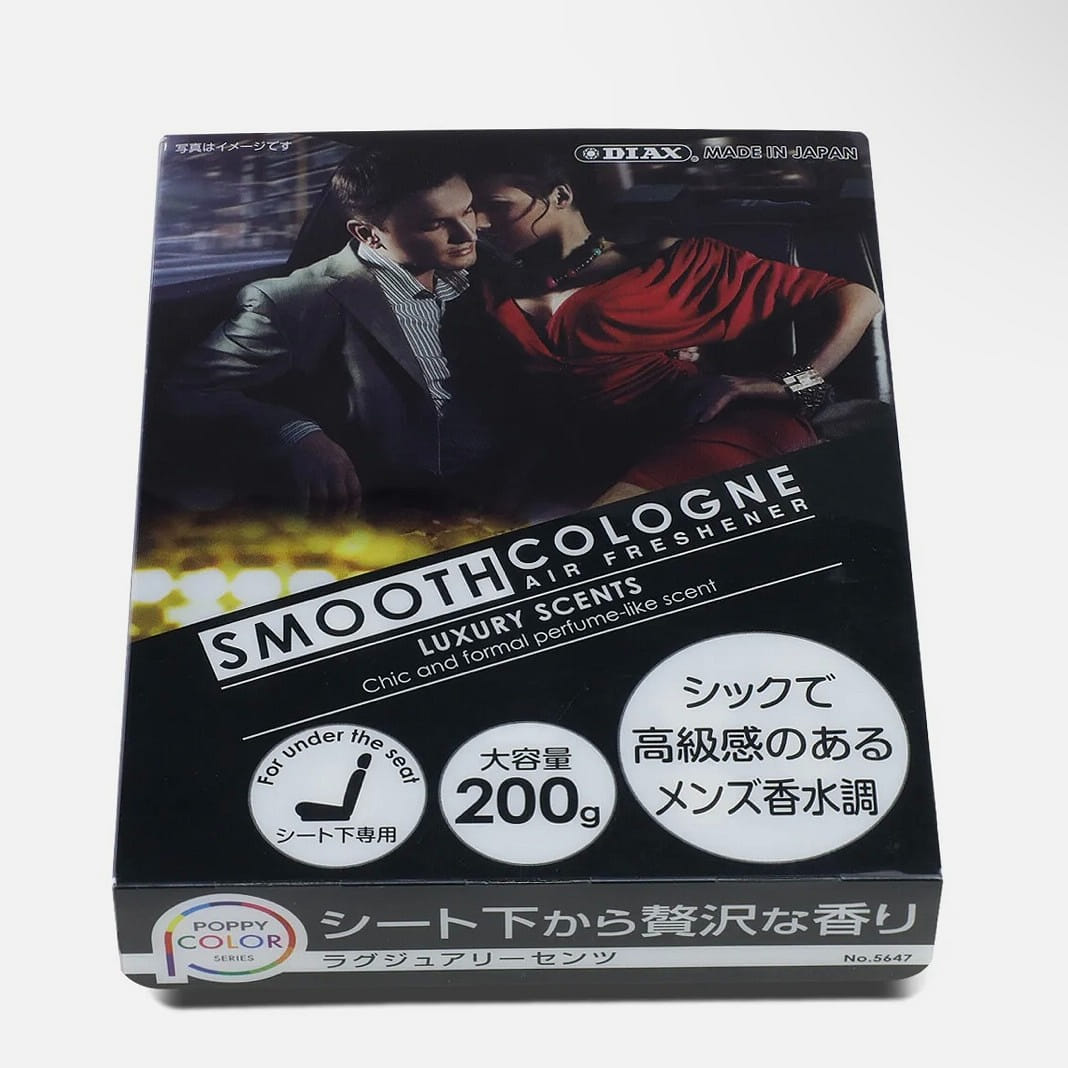 写真はイメージです
DIAX® MADE IN JAPAN
SMOOTH COLOGNE
AIR FRESHENER
LUXURY SCENTS
Chic and formal perfume-like scent
For under the seat
シート下専用
大容量
200g
シックで
高級感のある
メンズ香水調
POPPY
COLOR
SERIES
シート下から贅沢な香り
ラグジュアリーセンツ
No.5647